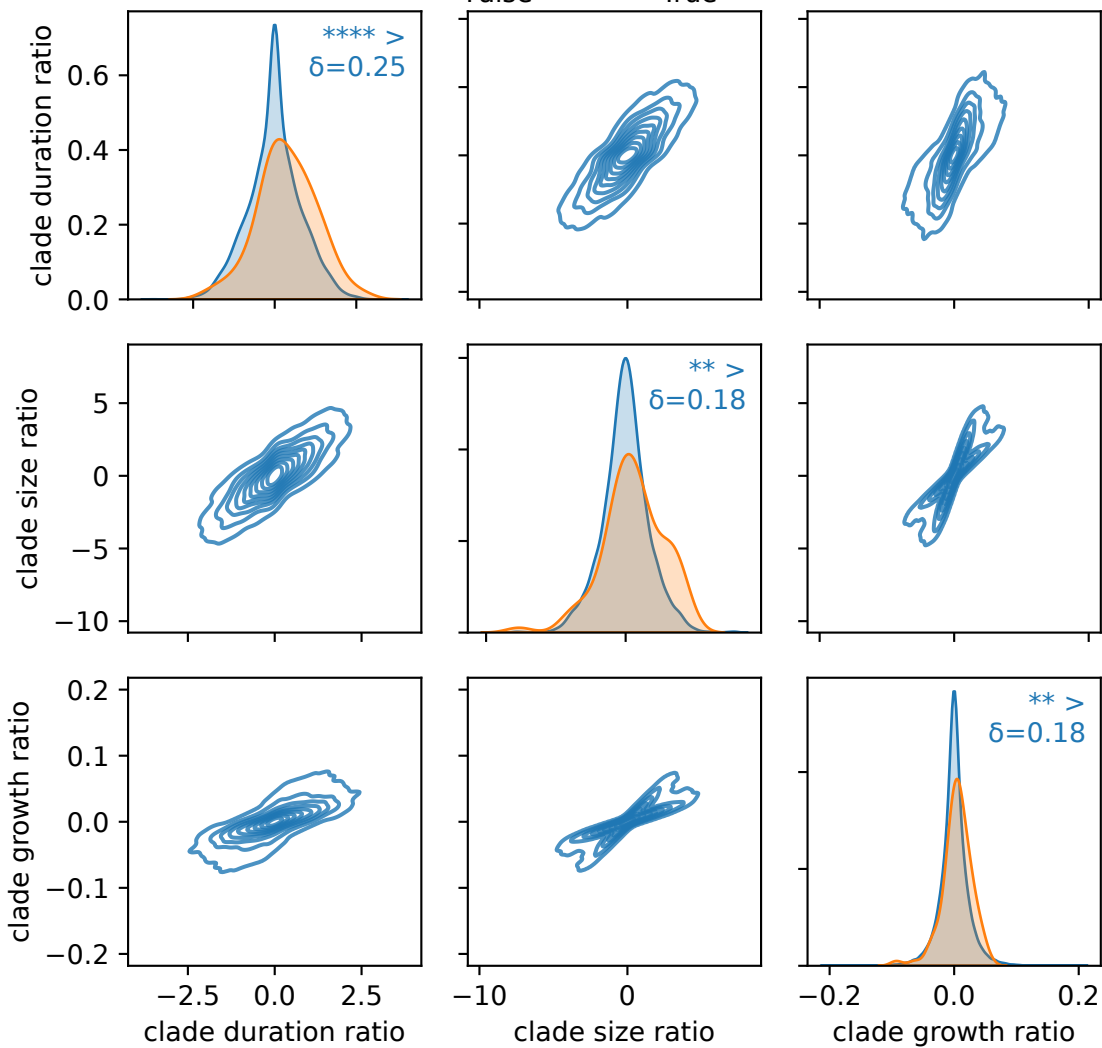 **** >
δ=0.25
clade duration ratio
0.6
0.4
0.2
0.0
** >
δ=0.18
clade size ratio
5
0
−5
−10
** >
δ=0.18
clade growth ratio
0.2
0.1
0.0
−0.1
−0.2
−2.5 0.0 2.5 −10 0 −0.2 0.0 0.2
clade duration ratio clade size ratio clade growth ratio